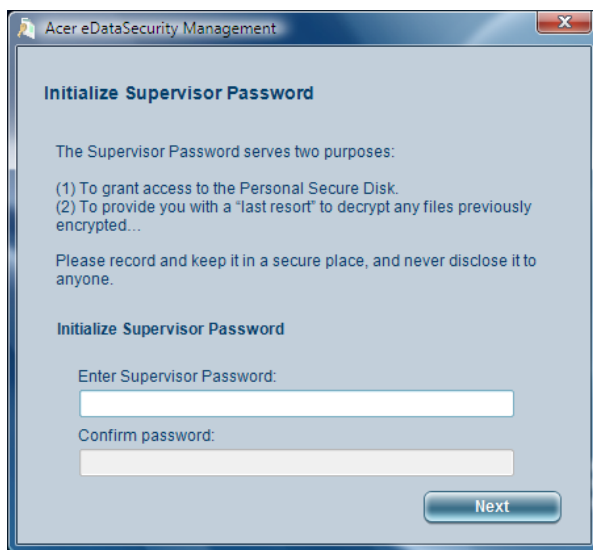 Acer eDataSecurity Management
Initialize Supervisor Password
The Supervisor Password serves two purposes:
(1) To grant access to the Personal Secure Disk.
(2) To provide you with a “last resort” to decrypt any files previously
encrypted...
Please record and keep it in a secure place, and never disclose it to
anyone.
Initialize Supervisor Password
Enter Supervisor Password:
Confirm password:
Next